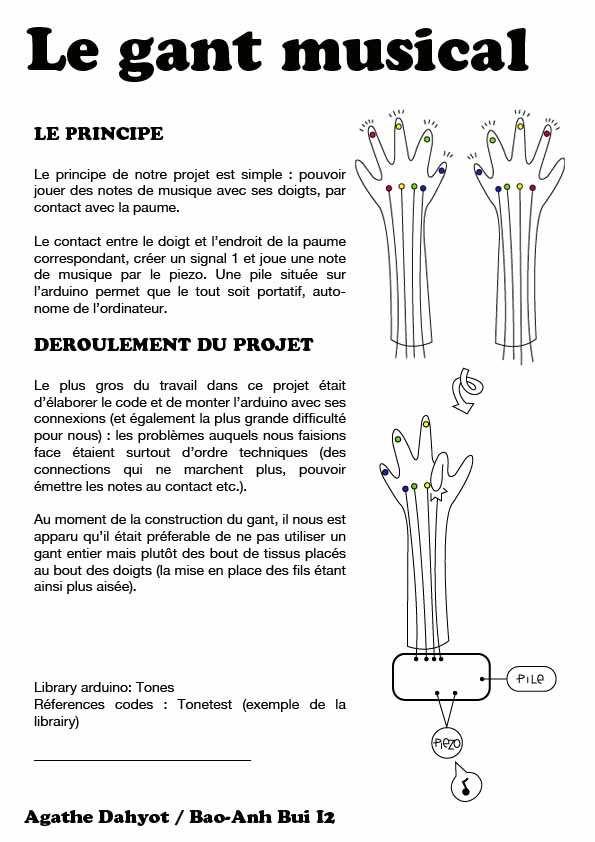 Le gant musical
LE PRINCIPE
Le principe de notre projet est simple : pouvoir
jouer des notes de musique avec ses doigts, par
contact avec la paume.
Le contact entre le doigt et l'endroit de la paume
correspondant, créer un signal 1 et joue une note
de musique par le piezo. Une pile située sur
l'arduino permet que le tout soit portatif, auto-
nome de l'ordinateur.
DEROULEMENT DU PROJET
Le plus gros du travail dans ce projet était
d'élaborer le code et de monter l'arduino avec ses
connexions (et également la plus grande difficulté
pour nous) : les problèmes auquels nous faisions
face étaient surtout d'ordre techniques (des
connections qui ne marchent plus, pouvoir
émettre les notes au contact etc.).
Au moment de la construction du gant, il nous est
apparu qu'il était préferable de ne pas utiliser un
gant entier mais plutôt des bout de tissus placés
au bout des doigts (la mise en place des fils étant
ainsi plus aisée).
Library arduino: Tones
Réferences codes : Tonetest (exemple de la
librairy)
PILE
PIEZO
Agathe Dahyot / Bao-Anh Bui I2